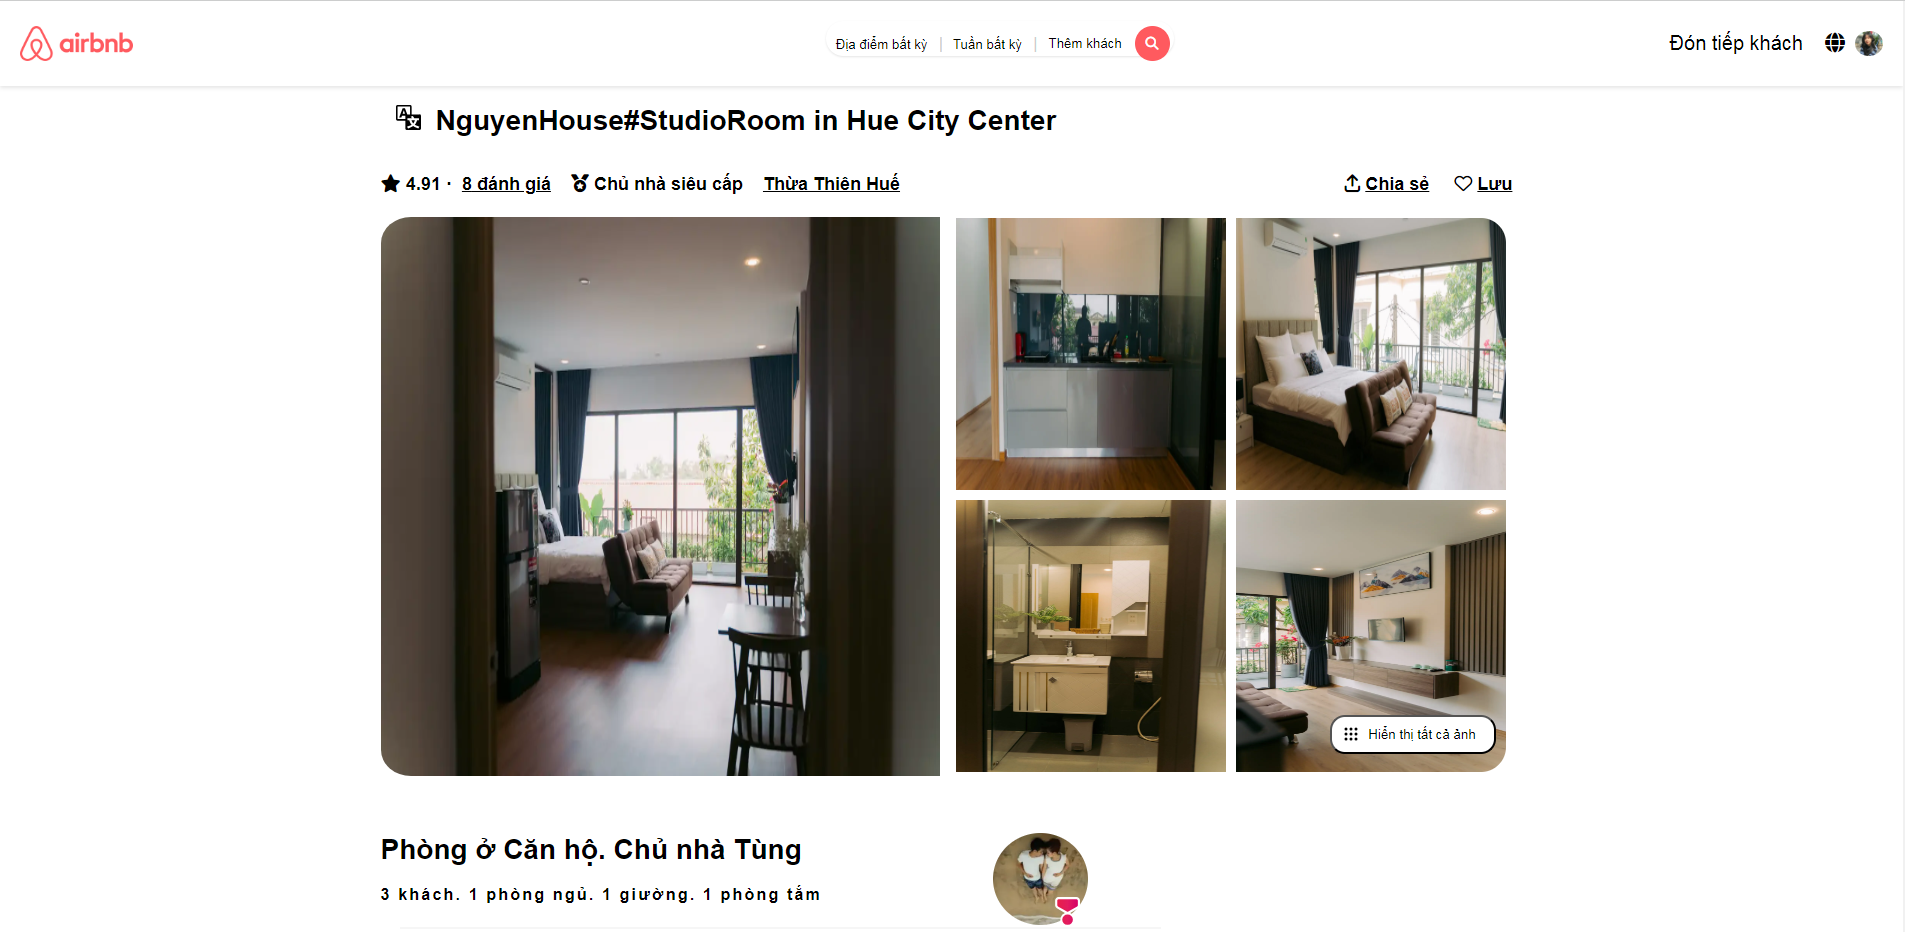 airbnb
Địa điểm bất kỳ | Tuần bất kỳ | Thêm khách
Đón tiếp khách
NguyenHouse#StudioRoom in Hue City Center
4.91 · 8 đánh giá Chủ nhà siêu cấp Thừa Thiên Huế
Chia sẻ Lưu
Hiển thị tất cả ảnh
Phòng ở Căn hộ. Chủ nhà Tùng
3 khách. 1 phòng ngủ. 1 giường. 1 phòng tắm